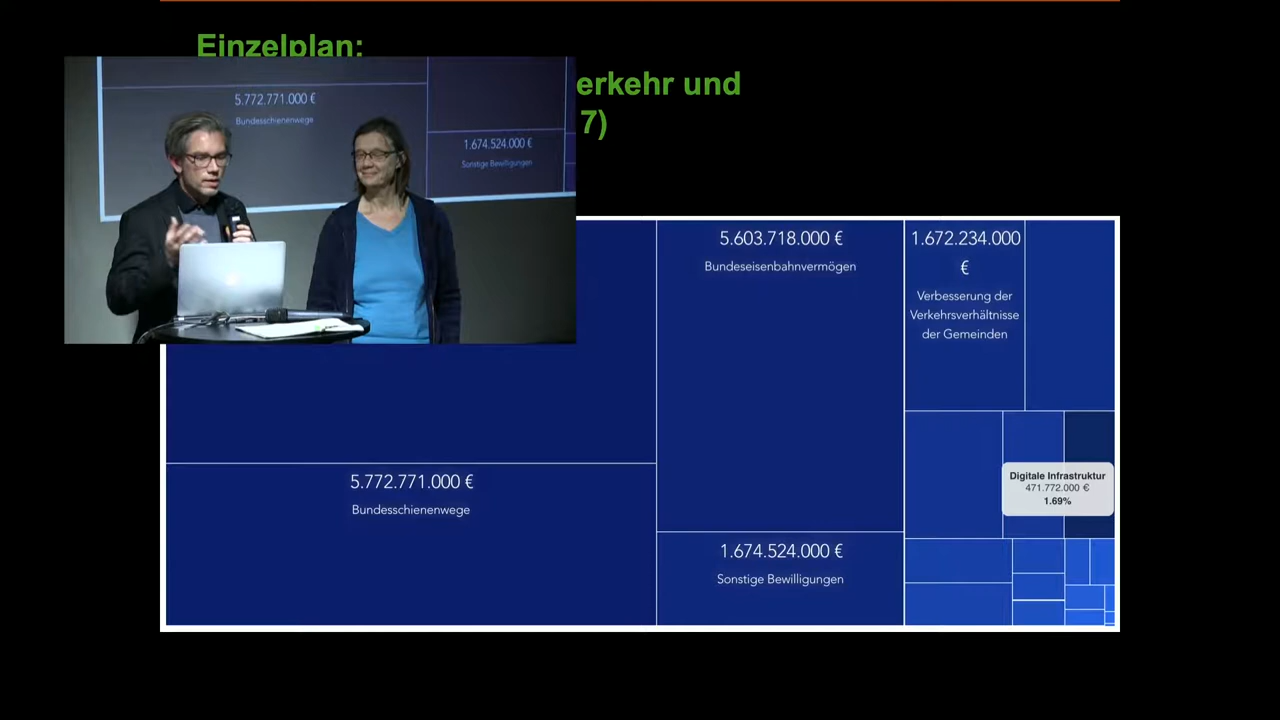 Einzelplan:
erkehr und
7)
5.772.771.000 €
Bundesschienenwege
1.674.524.000 €
Sonstige Bewilligungen
5.603.718.000 €
Bundeseisenbahnvermögen
1.672.234.000
€
Verbesserung der
Verkehrsverhältnisse
der Gemeinden
Digitale Infrastruktur
471.772.000 €
1.69%
5.772.771.000 €
Bundesschienenwege
1.674.524.000 €
Sonstige Bewilligungen